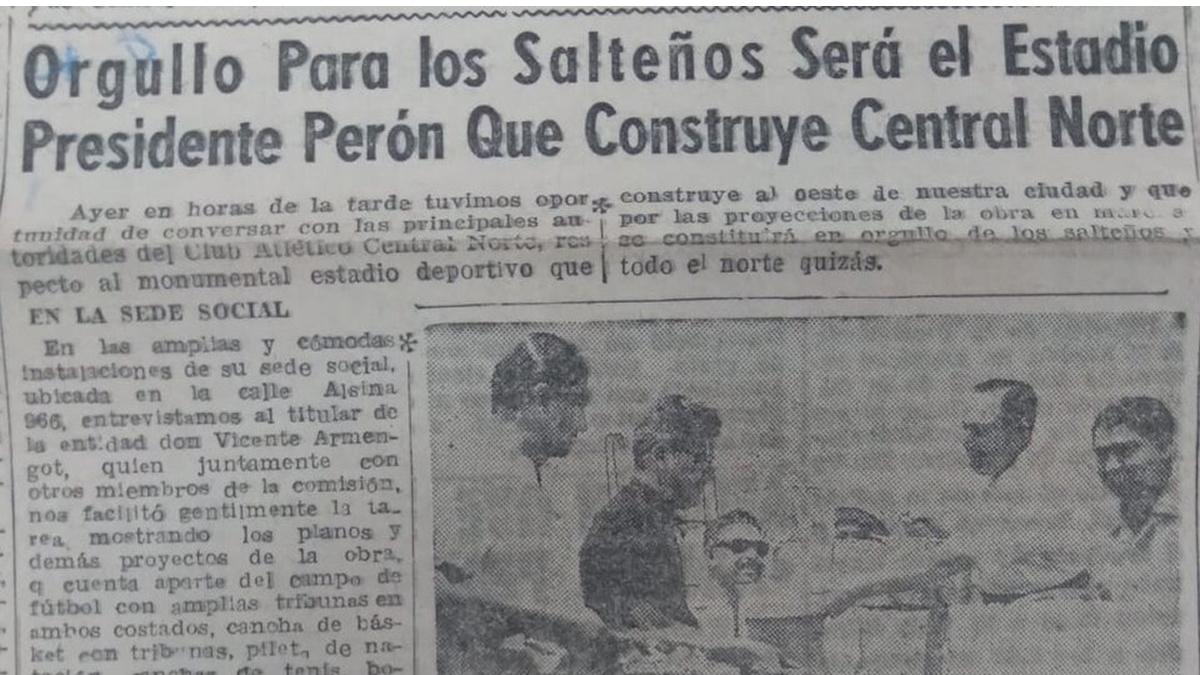 Orgullo Para los Salteños Será el Estadio
Presidente Perón Que Construye Central Norte
Ayer en horas de la tarde tuvimos opor
tunidad de conversar con las principales au
toridades del Club Atlético Central Norte, res
pecto al monumental estadio deportivo que
construye al oeste de nuestra ciudad y que
por las proyecciones de la obra en
se constituirá en orgullo de los salteños y
todo el norte quizás.
EN LA SEDE SOCIAL
En las amplias y cómodas
instalaciones de su sede social,
ubicada en la calle Alsina
966, entrevistamos al titular de
la entidad don Vicente Armen-
got, quien juntamente con
otros miembros de la comisión,
nos facilitó gentilmente la ta-
rea mostrando los planos y
demás proyectos de la obra,
q cuenta aparte del campo de
fútbol con amplias tribunas en
ambos costados, cancha de bás-
ket con tribunas, pileta de na-
de tenis bo-